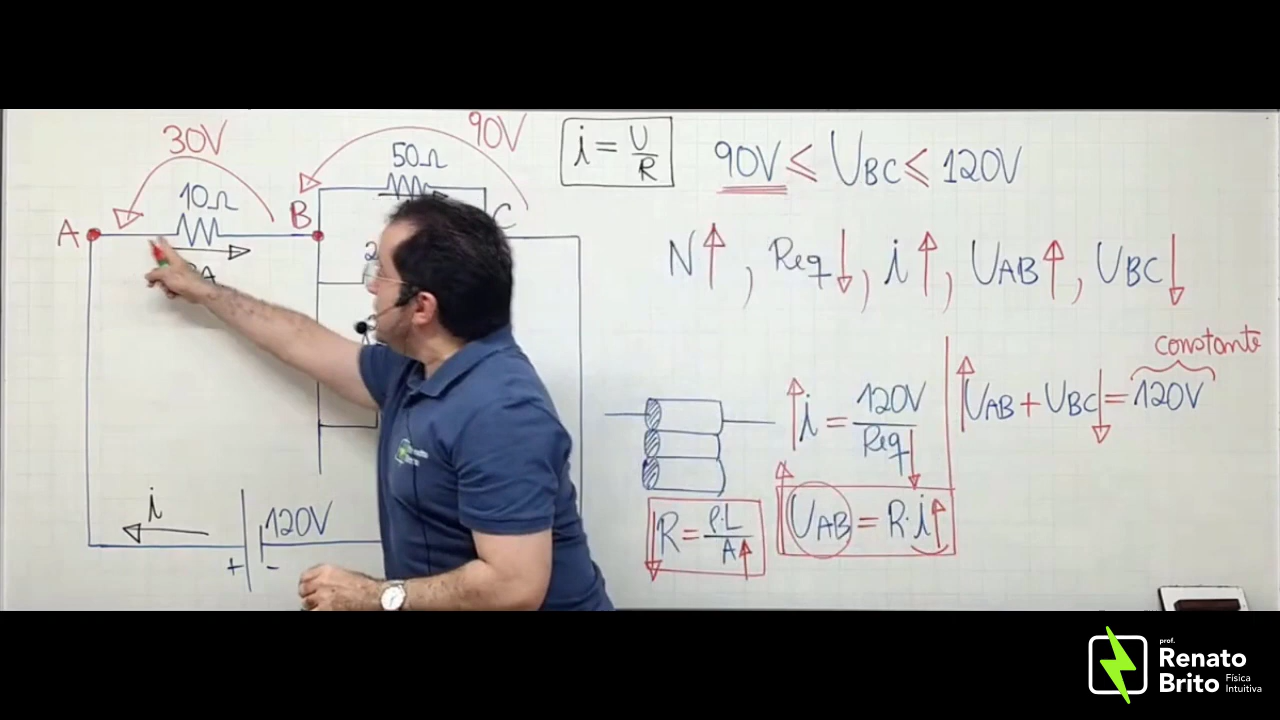 30V
90V
10Ω
50Ω
A
B
C
i = U/R
90V ≤ UBC ≤ 120V
N↑, Req↓, i↑, UAB↑, UBC↓
constante
↑UAB + UBC↓ = 120V
↑i = 120V/Req↓
↓R = ρ.L/A↑
↑UAB = R.i↑
i
120V
+ -
prof.
Renato
Brito
Física
Intuitiva